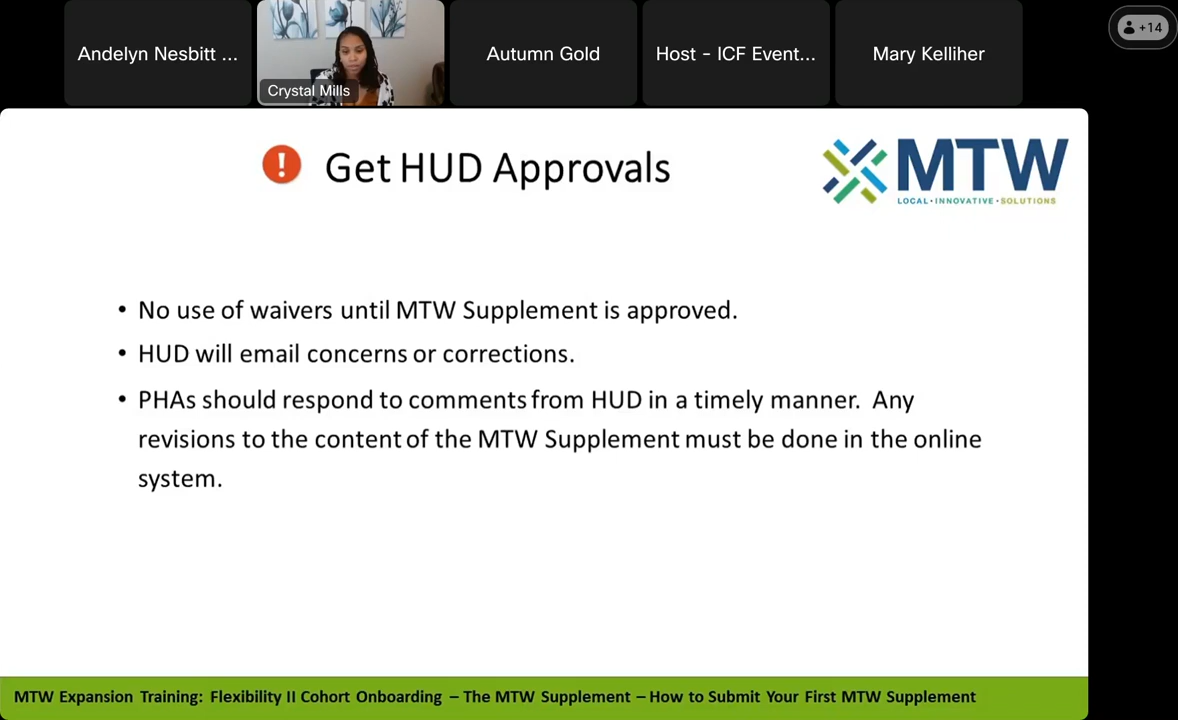 Andelyn Nesbitt ...
Crystal Mills
Autumn Gold
Host - ICF Event...
Mary Kelliher
+14
! Get HUD Approvals
MTW
LOCAL · INNOVATIVE · SOLUTIONS
• No use of waivers until MTW Supplement is approved.
• HUD will email concerns or corrections.
• PHAs should respond to comments from HUD in a timely manner. Any
revisions to the content of the MTW Supplement must be done in the online
system.
MTW Expansion Training: Flexibility II Cohort Onboarding – The MTW Supplement – How to Submit Your First MTW Supplement